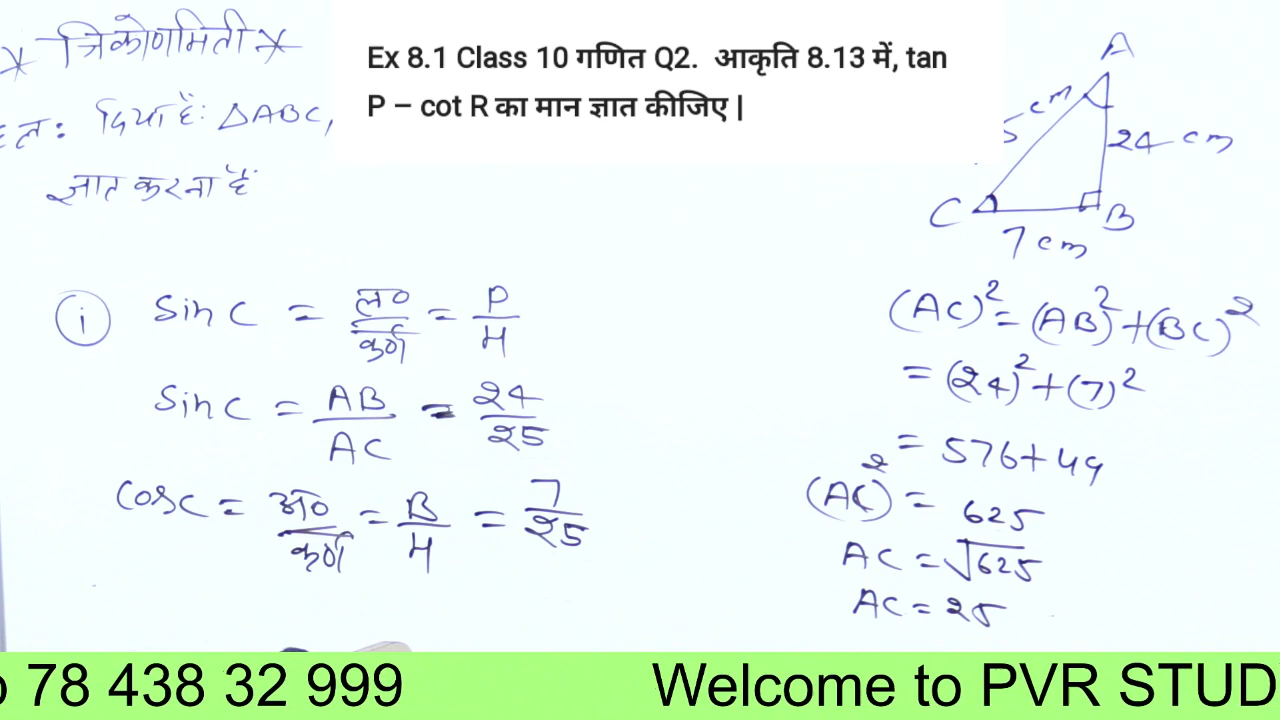 * त्रिकोणमिती *
Ex 8.1 Class 10 गणित Q2. आकृति 8.13 में, tan
P – cot R का मान ज्ञात कीजिए |
हल: दिया है: △ABC,
ज्ञात करना है:
A
5 cm
24 cm
C
B
7 cm
(i) Sin C = ल०/कर्ण = P/H
Sin C = AB/AC = 24/25
Cos C = आ०/कर्ण = B/H = 7/25
(AC)² = (AB)² + (BC)²
= (24)² + (7)²
= 576 + 49
(AC)² = 625
AC = √625
AC = 25
78 438 32 999
Welcome to PVR STUD